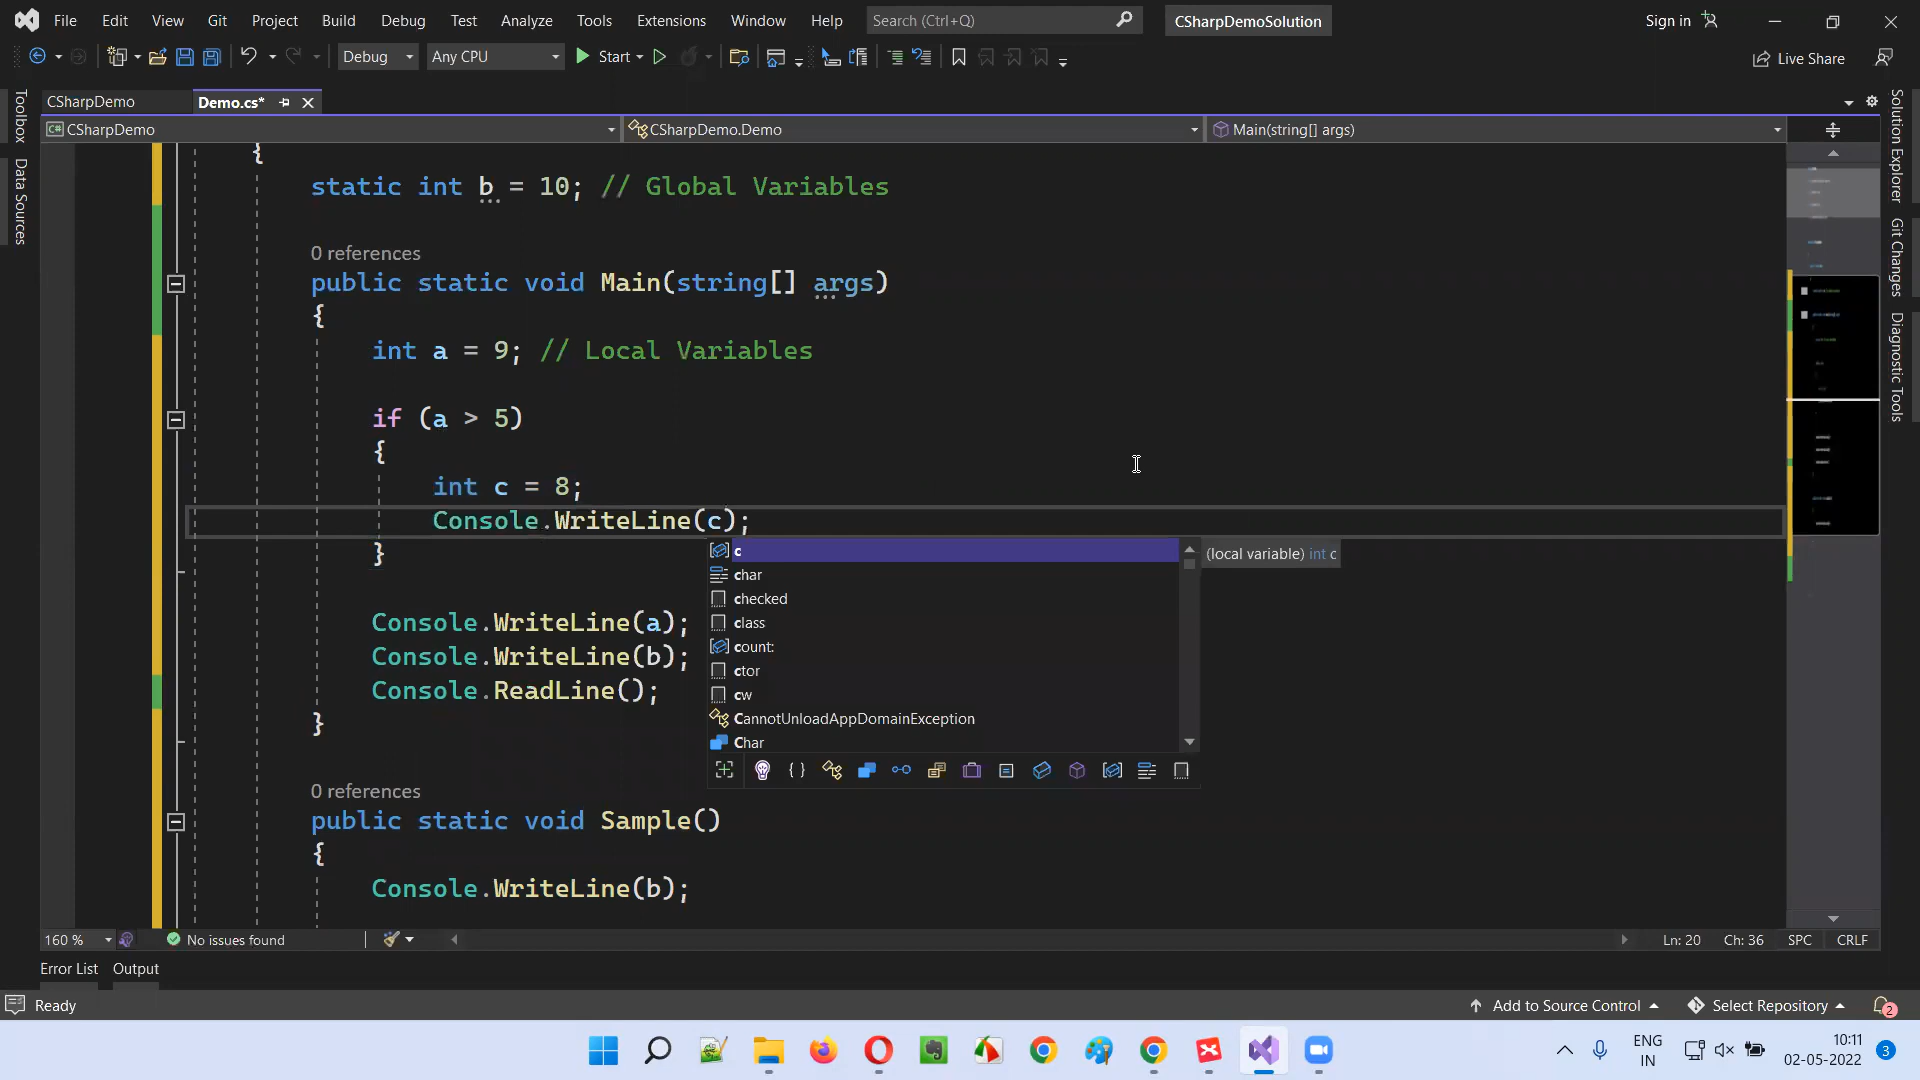 File Edit View Git Project Build Debug Test Analyze Tools Extensions Window Help Search (Ctrl+Q) CSharpDemoSolution Sign in
Debug Any CPU Start Live Share
CSharpDemo Demo.cs*
C# CSharpDemo CSharpDemo.Demo Main(string[] args)
Toolbox
Data Sources
Solution Explorer
Git Changes
Diagnostic Tools
{
static int b = 10; // Global Variables
0 references
public static void Main(string[] args)
{
int a = 9; // Local Variables
if (a > 5)
{
int c = 8;
Console.WriteLine(c);
}
c
(local variable) int c
char
checked
class
count:
ctor
cw
CannotUnloadAppDomainException
Char
Console.WriteLine(a);
Console.WriteLine(b);
Console.ReadLine();
}
0 references
public static void Sample()
{
Console.WriteLine(b);
160 % No issues found Ln: 20 Ch: 36 SPC CRLF
Error List Output
Ready Add to Source Control Select Repository 2
ENG
IN
10:11
02-05-2022
3